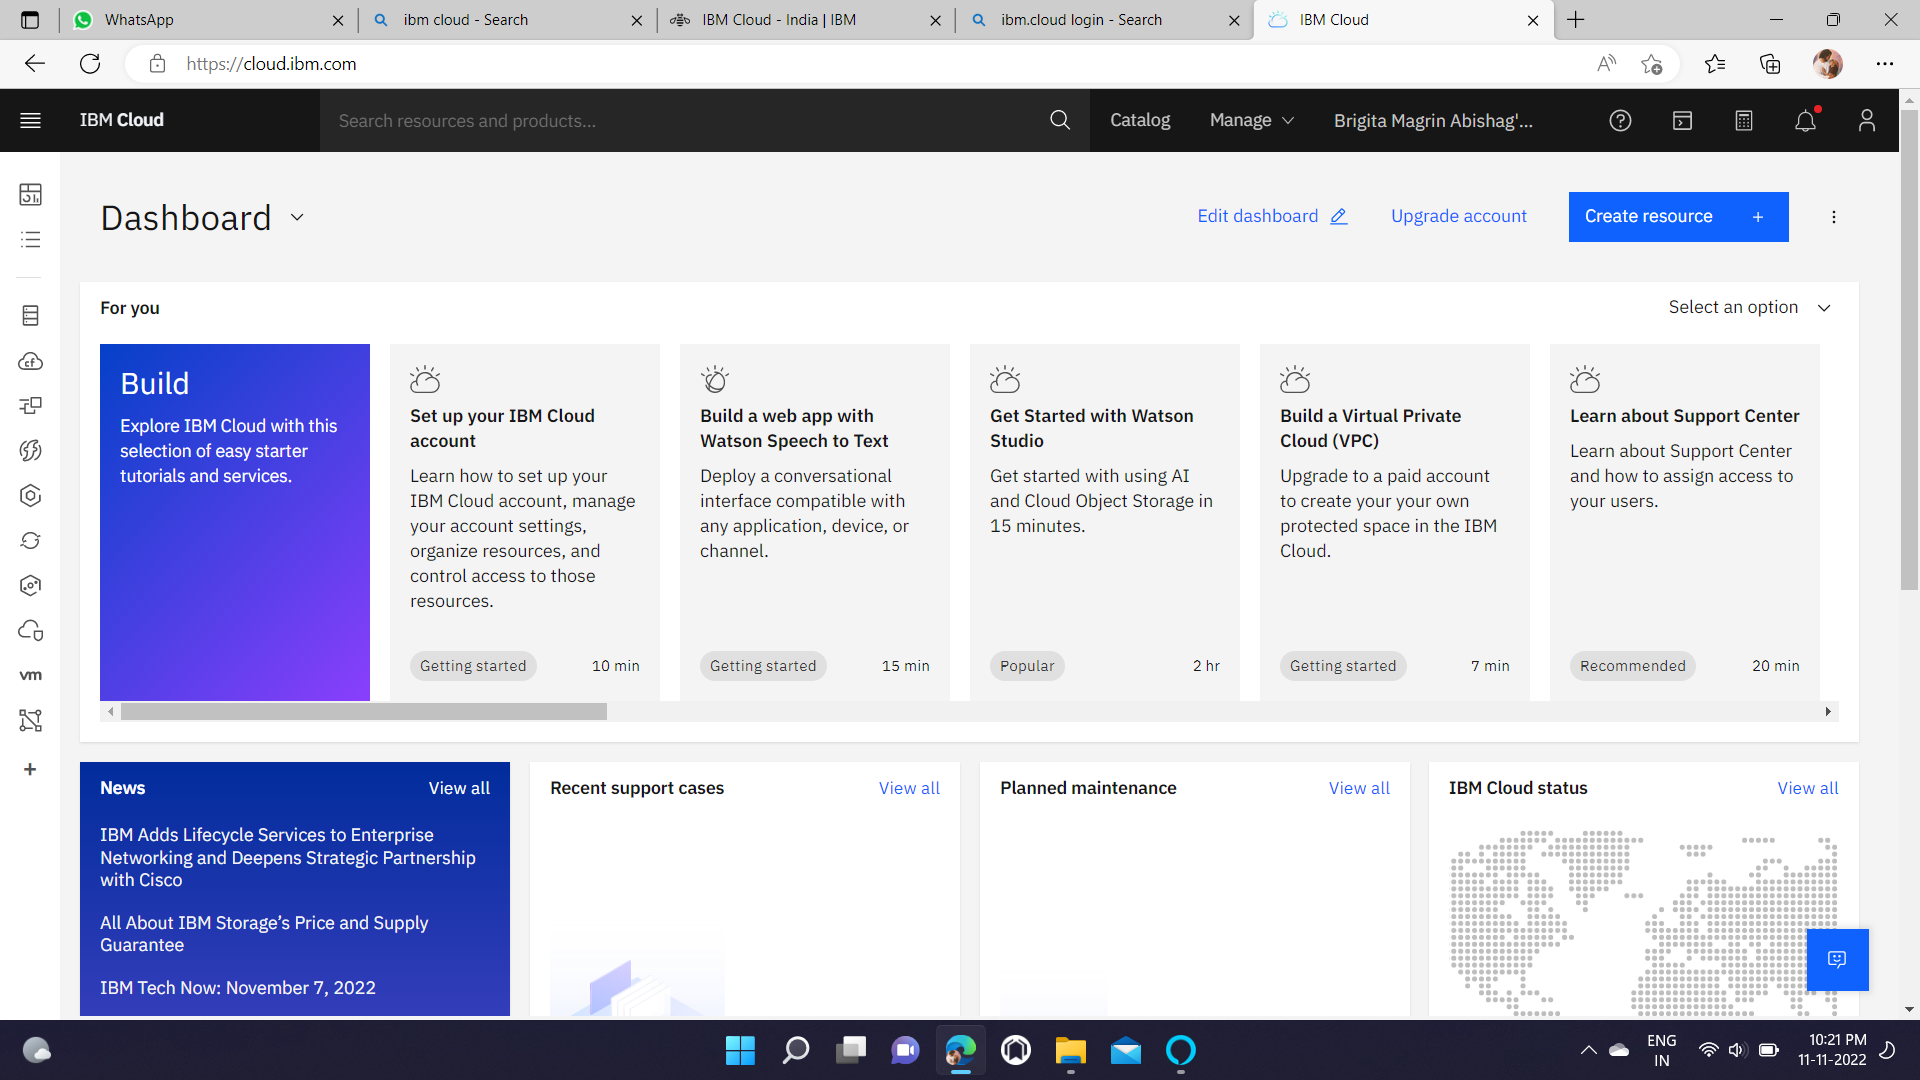 WhatsApp
ibm cloud - Search
IBM Cloud - India | IBM
ibm.cloud login - Search
IBM Cloud
https://cloud.ibm.com
IBM Cloud
Search resources and products...
Catalog
Manage
Brigita Magrin Abishag'...
Dashboard
Edit dashboard
Upgrade account
Create resource +
For you
Select an option
Build
Explore IBM Cloud with this
selection of easy starter
tutorials and services.
Set up your IBM Cloud
account
Learn how to set up your
IBM Cloud account, manage
your account settings,
organize resources, and
control access to those
resources.
Getting started 10 min
Build a web app with
Watson Speech to Text
Deploy a conversational
interface compatible with
any application, device, or
channel.
Getting started 15 min
Get Started with Watson
Studio
Get started with using AI
and Cloud Object Storage in
15 minutes.
Popular 2 hr
Build a Virtual Private
Cloud (VPC)
Upgrade to a paid account
to create your your own
protected space in the IBM
Cloud.
Getting started 7 min
Learn about Support Center
Learn about Support Center
and how to assign access to
your users.
Recommended 20 min
cf
vm
News View all
IBM Adds Lifecycle Services to Enterprise
Networking and Deepens Strategic Partnership
with Cisco
All About IBM Storage’s Price and Supply
Guarantee
IBM Tech Now: November 7, 2022
Recent support cases View all
Planned maintenance View all
IBM Cloud status View all
ENG
IN
10:21 PM
11-11-2022